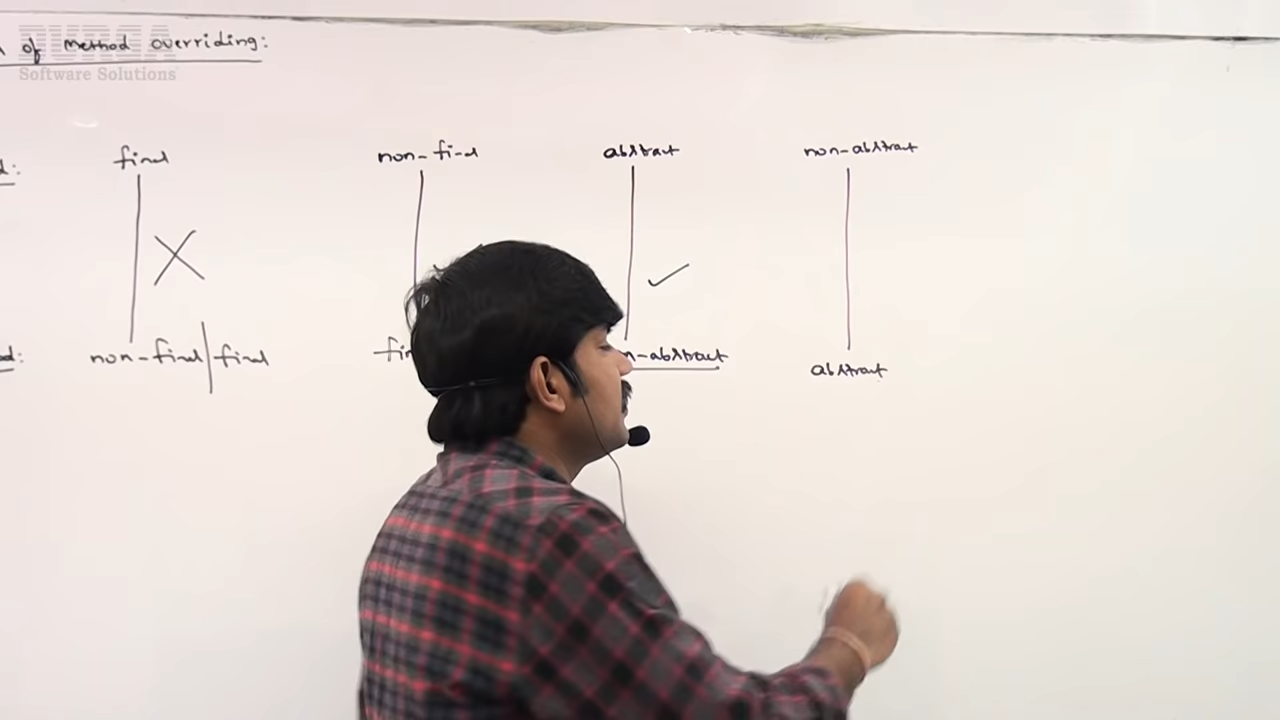 of method overriding:
Software Solutions
final non-final abstract non-abstract
non-final/final abstract